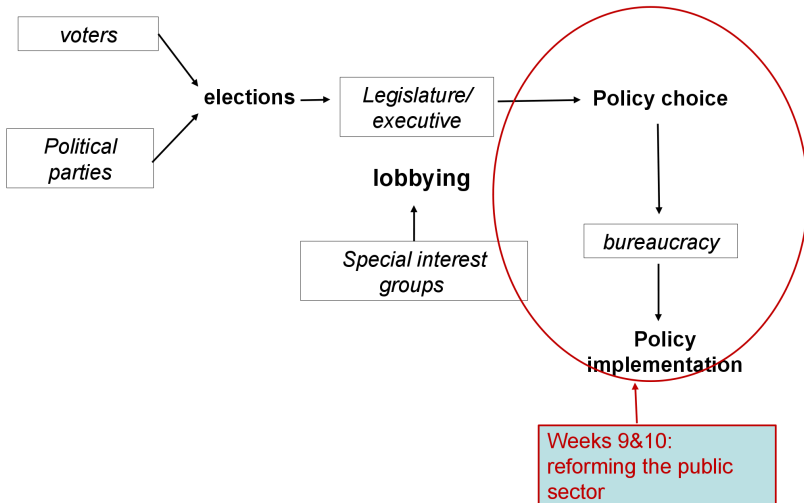 voters
elections
Legislature/
executive
Policy choice
Political
parties
lobbying
bureaucracy
Special interest
groups
Policy
implementation
Weeks 9&10:
reforming the public
sector